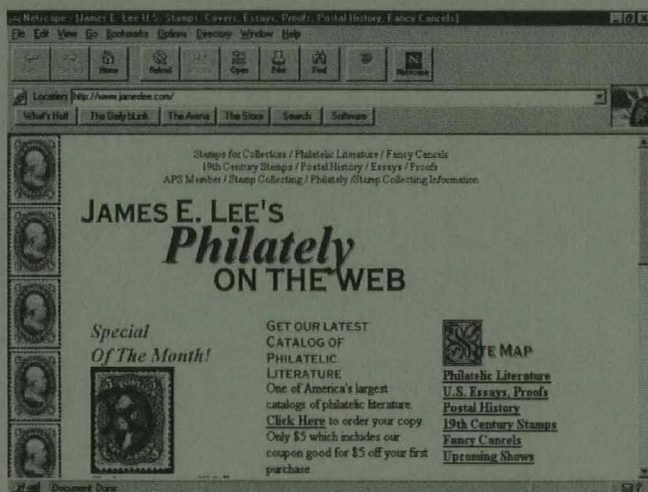 Netscape - [James E. Lee U.S. Stamps, Covers, Essays, Proofs, Postal History, Fancy Cancels]
File Edit View Go Bookmarks Options Directory Window Help
Home Reload Open Print Find Netscape
Location: http://www.jameslee.com/
What's Hot! The Daily bLink The Arena The Store Search Software
Stamps for Collectors / Philatelic Literature / Fancy Cancels
19th Century Stamps / Postal History / Essays / Proofs
APS Member / Stamp Collecting / Philately /Stamp Collecting Information
JAMES E. LEE'S
Philately
ON THE WEB
Special
Of The Month!
GET OUR LATEST
CATALOG OF
PHILATELIC
LITERATURE
One of America's largest
catalogs of philatelic literature.
Click Here to order your copy.
Only $5 which includes our
coupon good for $5 off your first
purchase
SITE MAP
Philatelic Literature
U.S. Essays, Proofs
Postal History
19th Century Stamps
Fancy Cancels
Upcoming Shows
Document: Done